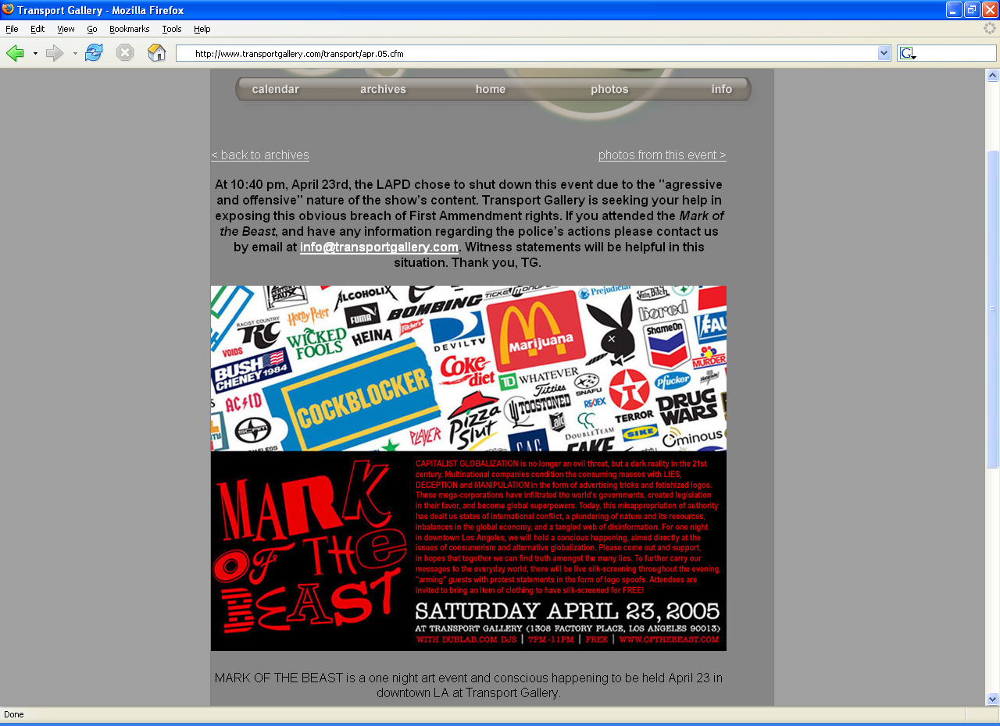 Transport Gallery - Mozilla Firefox
File Edit View Go Bookmarks Tools Help
http://www.transportgallery.com/transport/apr.05.cfm
G
calendar archives home photos info
< back to archives photos from this event >
At 10:40 pm, April 23rd, the LAPD chose to shut down this event due to the "agressive
and offensive" nature of the show's content. Transport Gallery is seeking your help in
exposing this obvious breach of First Ammendment rights. If you attended the Mark of
the Beast, and have any information regarding the police's actions please contact us
by email at info@transportgallery.com. Witness statements will be helpful in this
situation. Thank you, TG.
FAUX
ALCOHOLIX
TICKET
Prejudicial
Vain Bitch
RACIST COUNTRY
TRC
Horny Peter
FUMA
BOMBING
bored
VOIDS
WICKED
FOOLS
HEINA
DEVILTV
Marijuana
ShameOn
BUSH
CHENEY 1984
Coke
diet
MURDER
AC/ID
COCKBLOCKER
TD WHATEVER
Titties
SNAFU
Pfucker
SCAM
Pizza
Slut
TOOSTONED
TERROR
DRUG
WARS
PLAYER
DOUBLETEAM
SIKE
Ominous
GAG
FAKE
MARK
OF THE
BEAST
CAPITALIST GLOBALIZATION is no longer an evil threat, but a dark reality in the 21st
century. Multinational companies condition the consuming masses with LIES,
DECEPTION and MANIPULATION in the form of advertising tricks and fetishized logos.
These mega-corporations have infiltrated the world's governments, created legislation
in their favor, and become global superpowers. Today, this misappropriation of authority
has dealt us states of international conflict, a plundering of nature and its resources,
inbalances in the global economy, and a tangled web of disinformation. For one night
in downtown Los Angeles, we will hold a concious happening, aimed directly at the
issues of consumerism and alternative globalization. Please come out and support,
in hopes that together we can find truth amongst the many lies. To further carry our
messages to the everyday world, there will be live silk-screening throughout the evening,
"arming" guests with protest statements in the form of logo spoofs. Attendees are
invited to bring an item of clothing to have silk-screened for FREE!
SATURDAY APRIL 23, 2005
AT TRANSPORT GALLERY (1308 FACTORY PLACE, LOS ANGELES 90013)
WITH DUBLAB.COM DJS | 7PM-11PM | FREE | WWW.OFTHEBEAST.COM
MARK OF THE BEAST is a one night art event and conscious happening to be held April 23 in
downtown LA at Transport Gallery.
Done